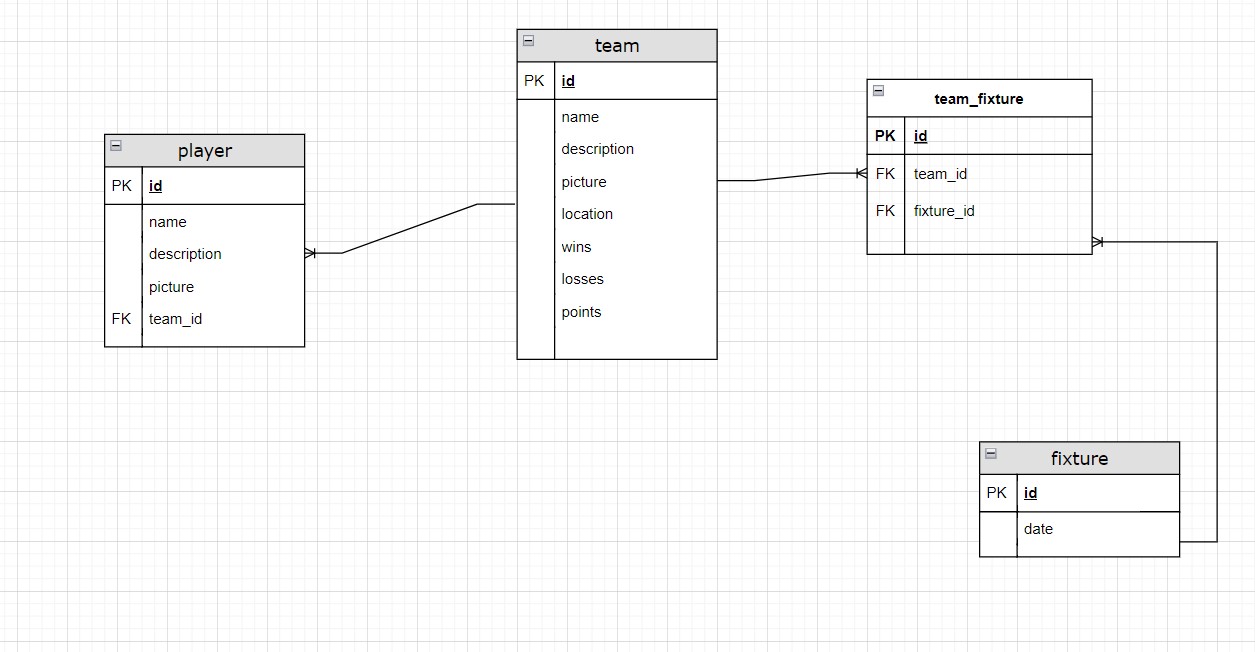 player
PK id
name
description
picture
FK team_id
team
PK id
name
description
picture
location
wins
losses
points
team_fixture
PK id
FK team_id
FK fixture_id
fixture
PK id
date